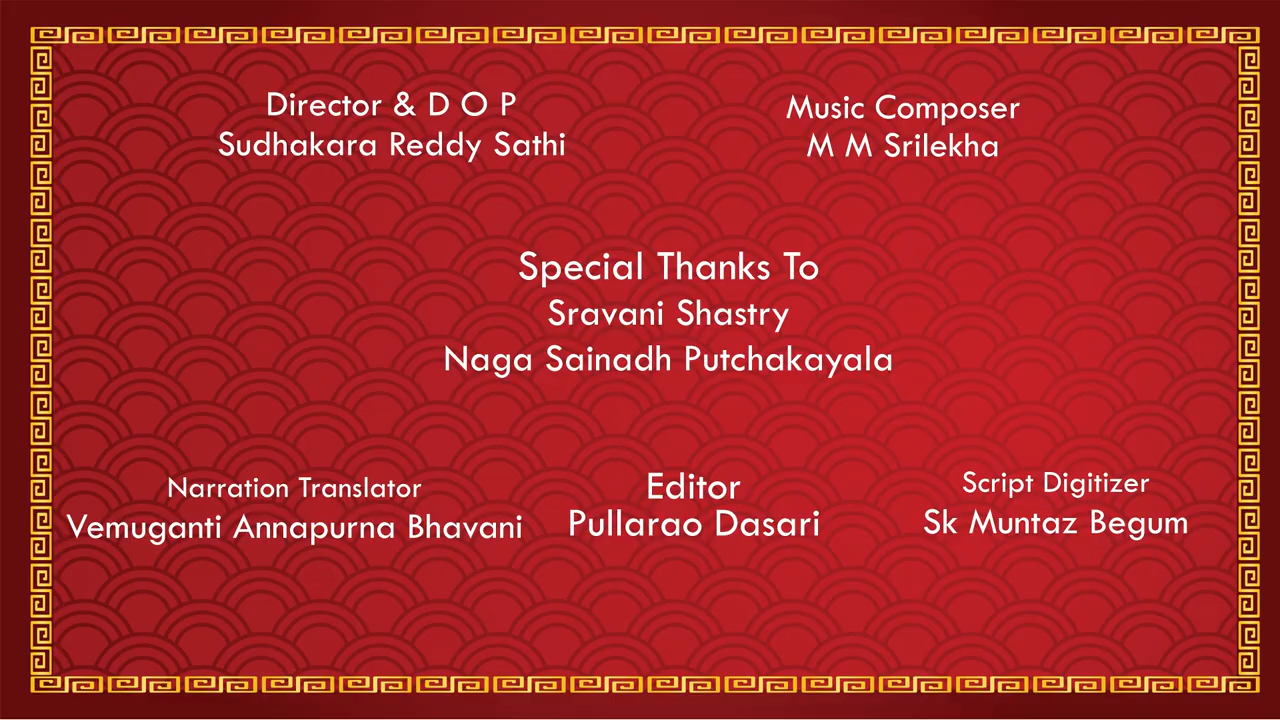 Director & D O P
Sudhakara Reddy Sathi
Music Composer
M M Srilekha
Special Thanks To
Sravani Shastry
Naga Sainadh Putchakayala
Narration Translator
Vemuganti Annapurna Bhavani
Editor
Pullarao Dasari
Script Digitizer
Sk Muntaz Begum